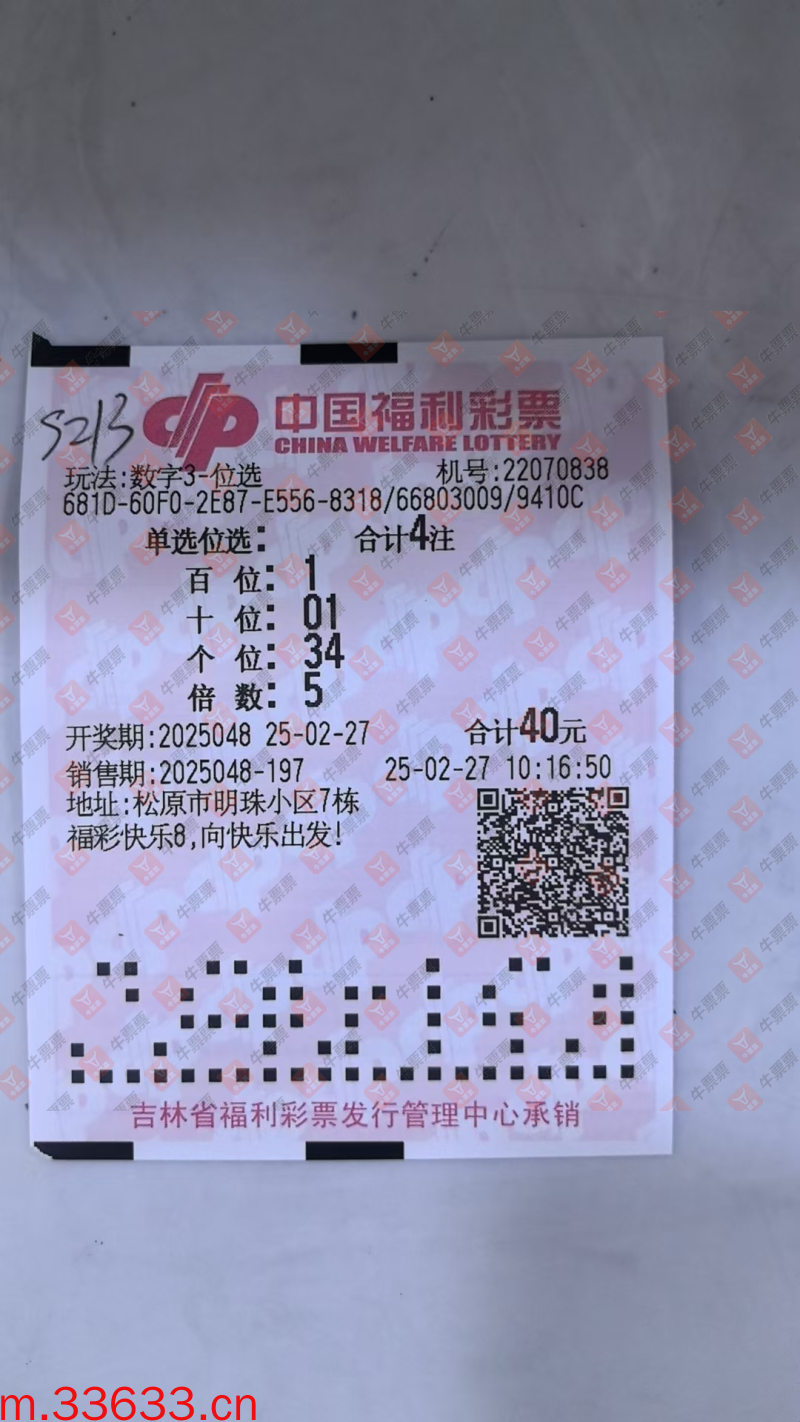 S213
中国福利彩票
CHINA WELFARE LOTTERY
玩法:数字3-位选 机号:22070838
681D-60F0-2E87-E556-8318/66803009/9410C
单选位选: 合计4注
百 位: 1
十 位: 01
个 位: 34
倍 数: 5
开奖期:2025048 25-02-27 合计40元
销售期:2025048-197 25-02-27 10:16:50
地址:松原市明珠小区7栋
福彩快乐8,向快乐出发!
吉林省福利彩票发行管理中心承销
牛票票
m.33633.cn